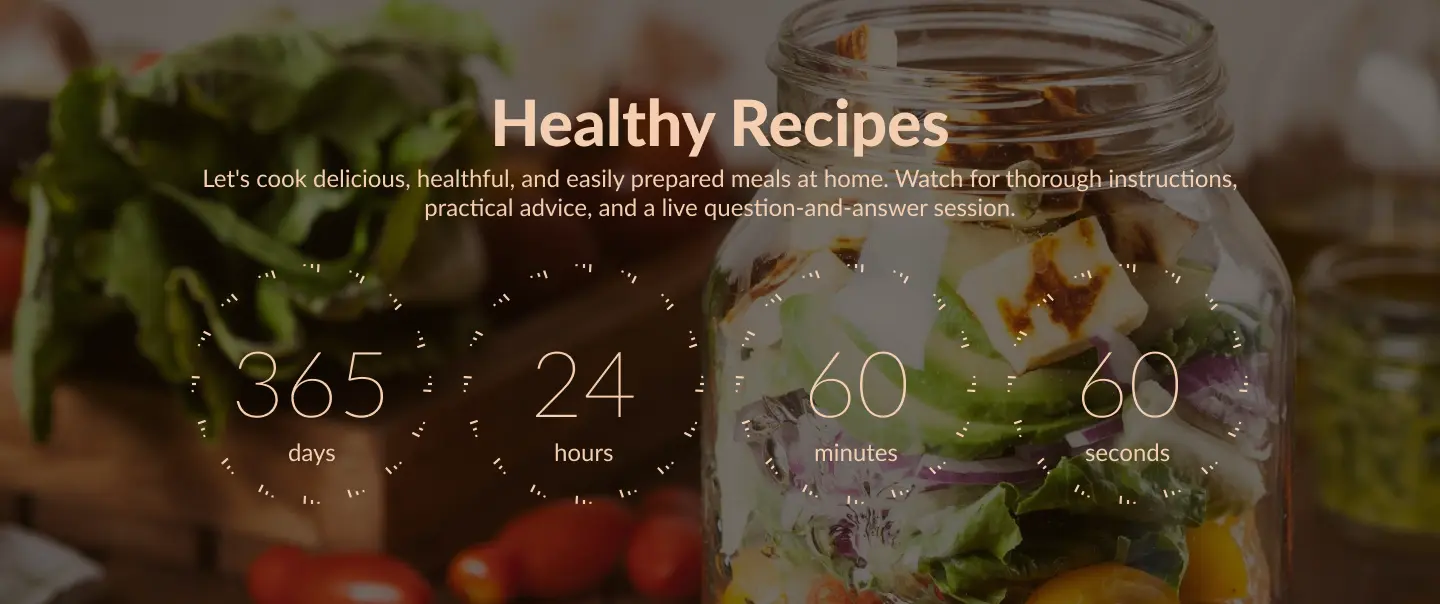 Healthy Recipes
Let's cook delicious, healthful, and easily prepared meals at home. Watch for thorough instructions,
practical advice, and a live question-and-answer session.
365 24 60 60
days hours minutes seconds